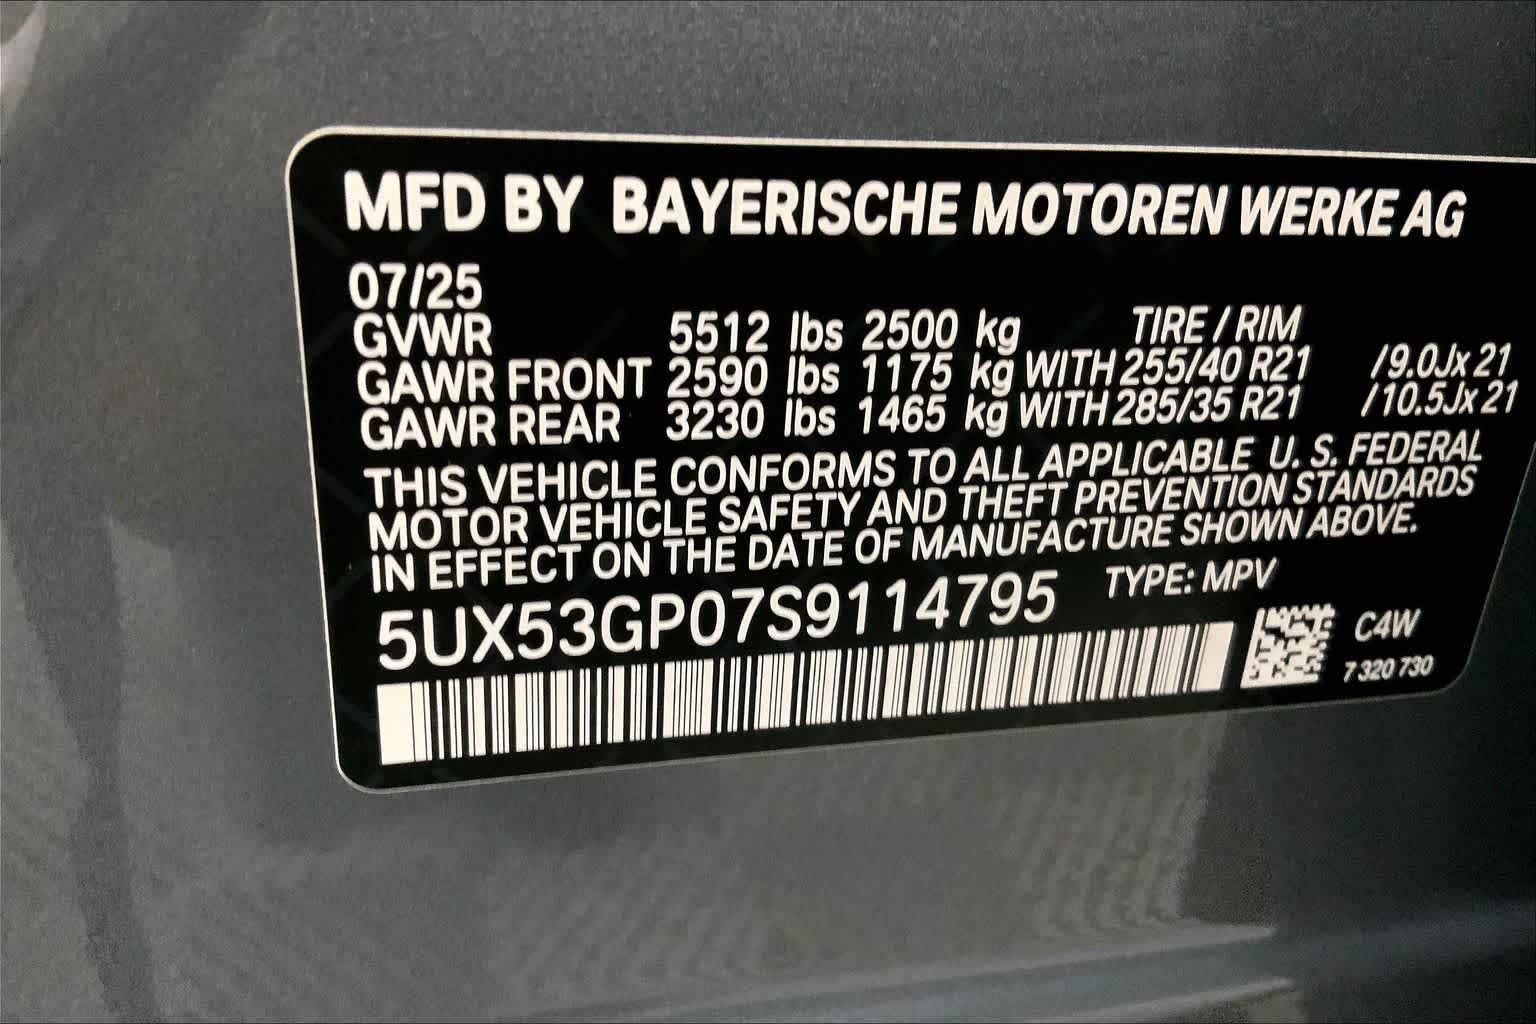 MFD BY BAYERISCHE MOTOREN WERKE AG
07/25
TIRE / RIM
GVWR 5512 lbs 2500 kg
GAWR FRONT 2590 lbs 1175 kg WITH 255/40 R21 /9.0Jx 21
GAWR REAR 3230 lbs 1465 kg WITH 285/35 R21 /10.5Jx 21
THIS VEHICLE CONFORMS TO ALL APPLICABLE U. S. FEDERAL
MOTOR VEHICLE SAFETY AND THEFT PREVENTION STANDARDS
IN EFFECT ON THE DATE OF MANUFACTURE SHOWN ABOVE.
5UX53GP07S9114795 TYPE: MPV
C4W
7 320 730